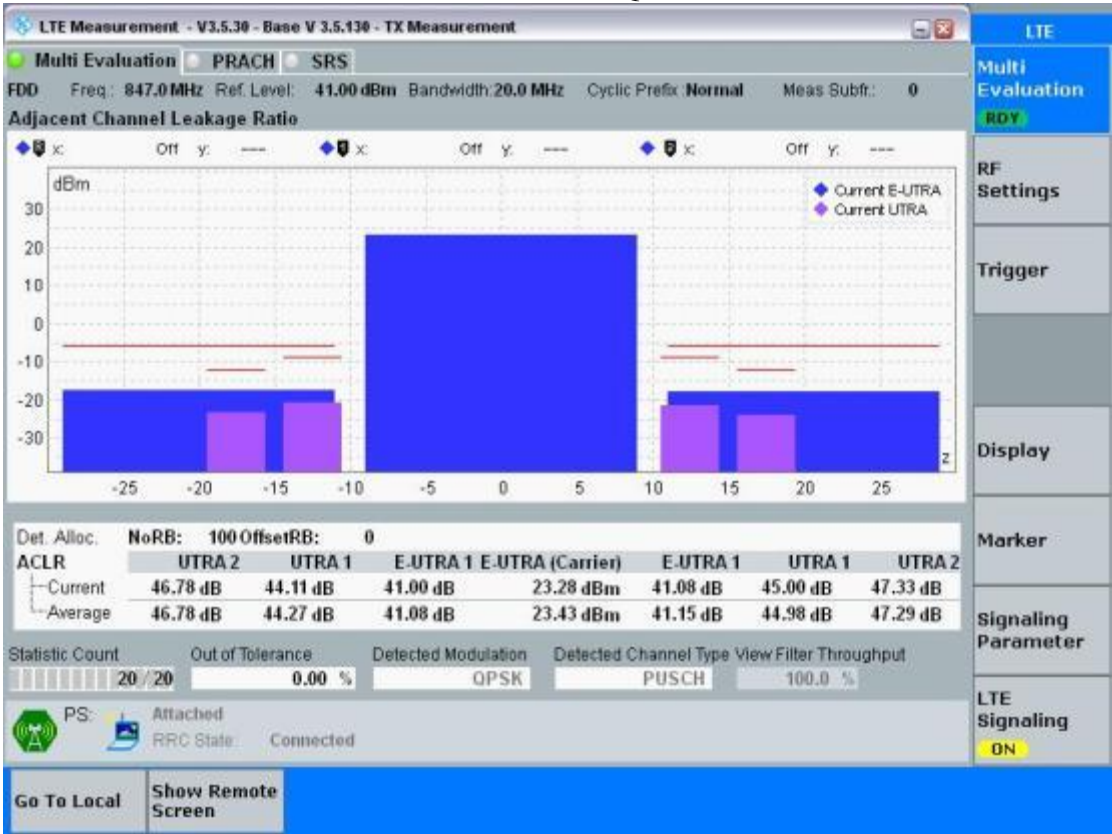 LTE Measurement - V3.5.30 - Base V 3.5.130 - TX Measurement
LTE
Multi Evaluation PRACH SRS
Multi
Evaluation
RDY
FDD Freq.: 847.0 MHz Ref. Level: 41.00 dBm Bandwidth: 20.0 MHz Cyclic Prefix: Normal Meas Subfr.: 0
Adjacent Channel Leakage Ratio
x: Off y: --- x: Off y: --- x: Off y: ---
dBm
Current E-UTRA
Current UTRA
30
20
10
0
-10
-20
-30
z
-25 -20 -15 -10 -5 0 5 10 15 20 25
RF
Settings
Trigger
Display
Marker
Signaling
Parameter
LTE
Signaling
ON
Det. Alloc. NoRB: 100 OffsetRB: 0
ACLR UTRA 2 UTRA 1 E-UTRA 1 E-UTRA (Carrier) E-UTRA 1 UTRA 1 UTRA 2
Current 46.78 dB 44.11 dB 41.00 dB 23.28 dBm 41.08 dB 45.00 dB 47.33 dB
Average 46.78 dB 44.27 dB 41.08 dB 23.43 dBm 41.15 dB 44.98 dB 47.29 dB
Statistic Count Out of Tolerance Detected Modulation Detected Channel Type View Filter Throughput
20 / 20 0.00 % QPSK PUSCH 100.0 %
PS: Attached
RRC State: Connected
Go To Local
Show Remote
Screen